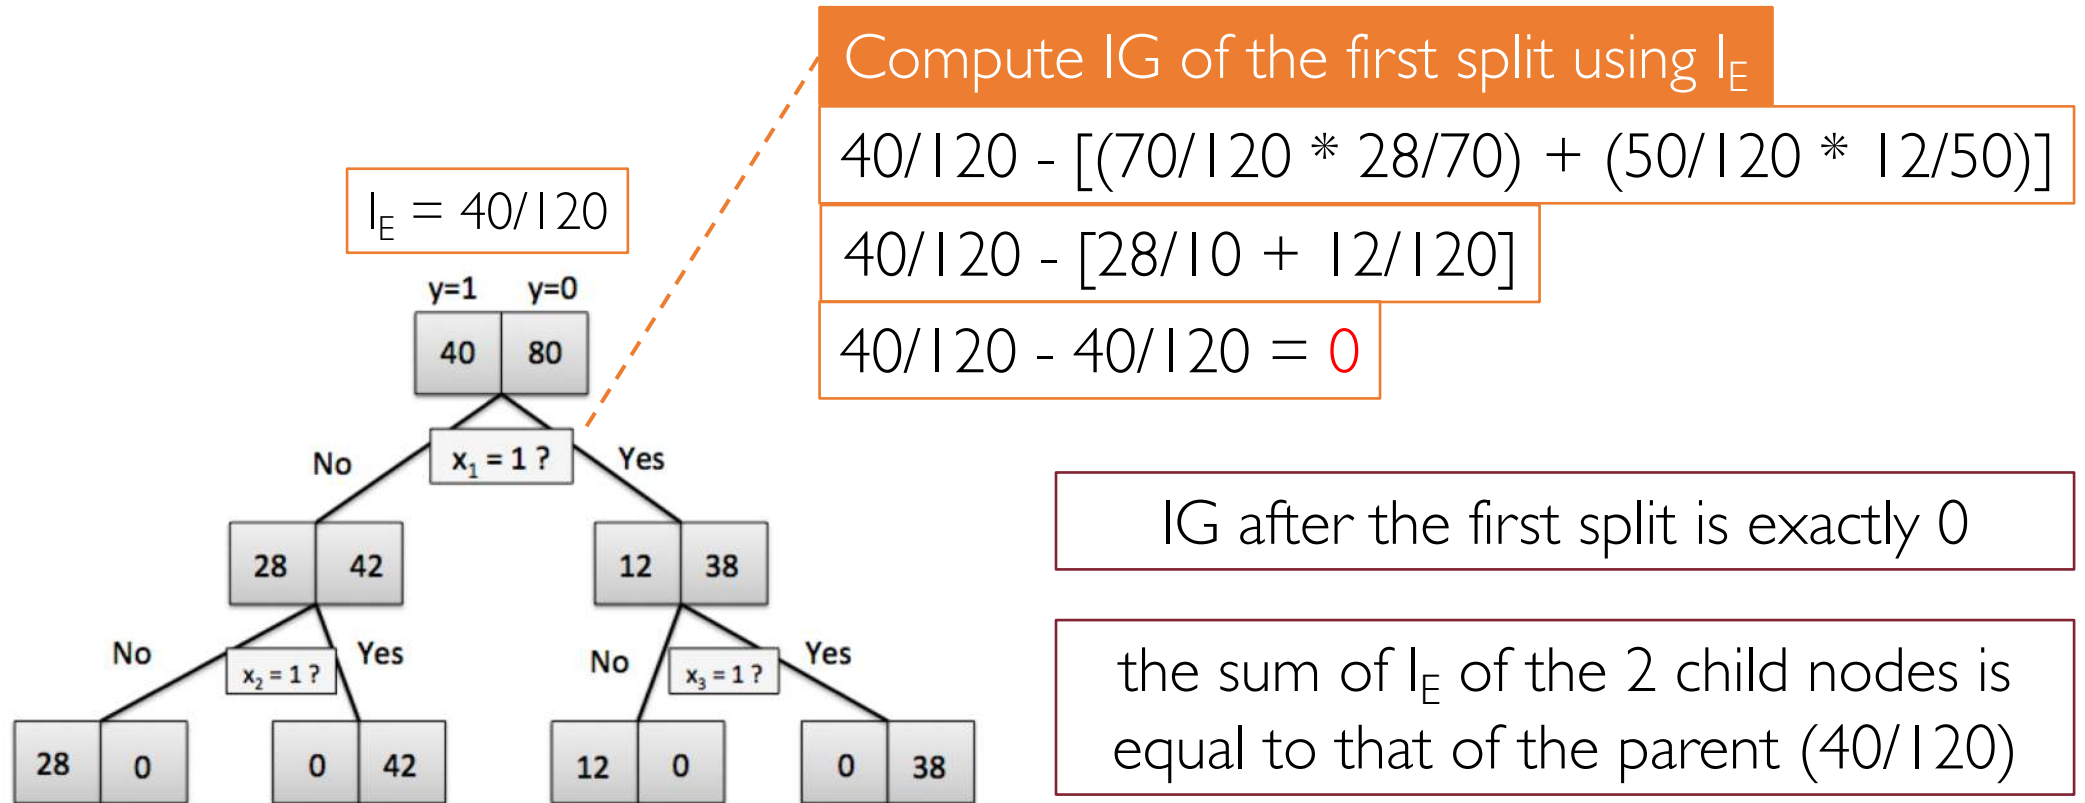 Compute IG of the first split using I_E
40/120 - [(70/120 * 28/70) + (50/120 * 12/50)]
40/120 - [28/10 + 12/120]
40/120 - 40/120 = 0
I_E = 40/120
y=1 y=0
40 80
No x₁ = 1 ? Yes
28 42 12 38
No x₂ = 1 ? Yes No x₃ = 1 ? Yes
28 0 0 42 12 0 0 38
IG after the first split is exactly 0
the sum of I_E of the 2 child nodes is
equal to that of the parent (40/120)